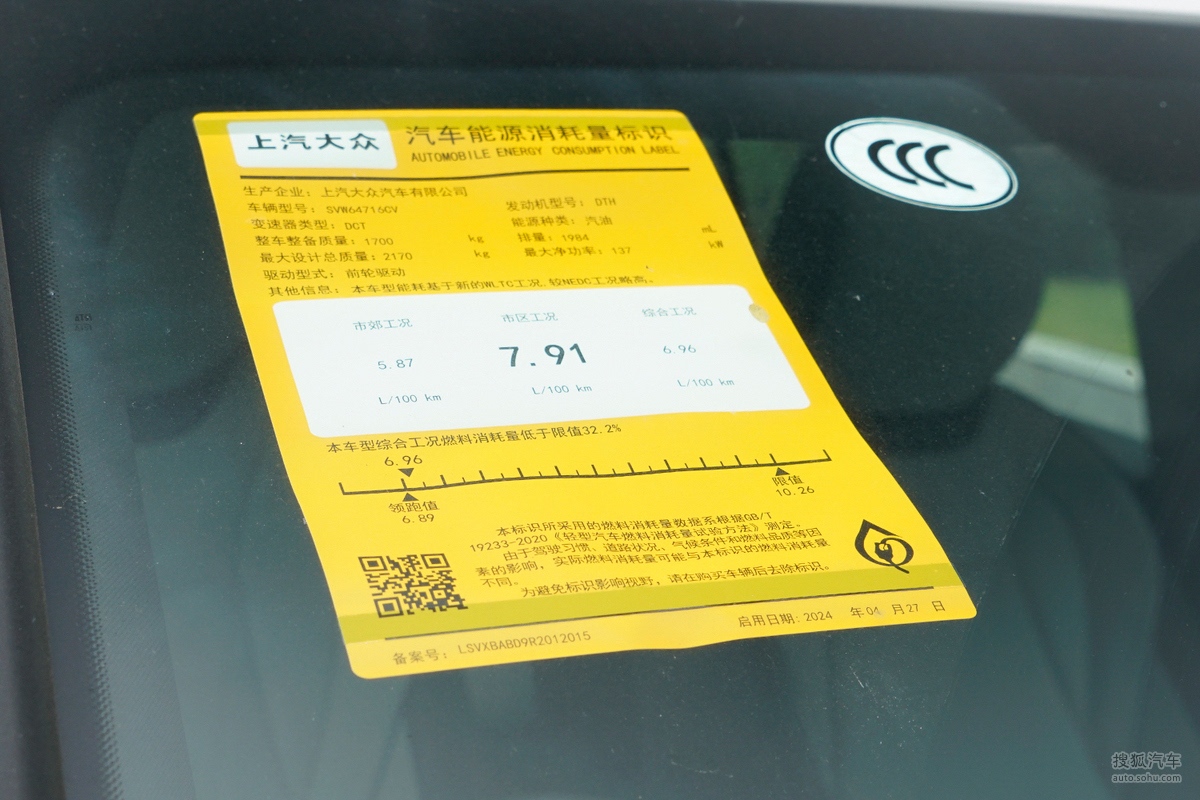 上汽大众
汽车能源消耗量标识
AUTOMOBILE ENERGY CONSUMPTION LABEL
生产企业：上汽大众汽车有限公司
车辆型号：SVW64716CV
发动机型号：DTH
变速器类型：DCT
能源种类：汽油
整车整备质量：1700 kg
排量：1984 mL
最大设计总质量：2170 kg
最大净功率：137 kW
驱动型式：前轮驱动
其他信息：本车型能耗基于新的WLTC工况,较NEDC工况略高。
市郊工况 市区工况 综合工况
5.87 7.91 6.96
L/100 km L/100 km L/100 km
本车型综合工况燃料消耗量低于限值32.2%
6.96
领跑值 限值
6.89 10.26
本标识所采用的燃料消耗量数据系根据GB/T
19233-2020《轻型汽车燃料消耗量试验方法》测定。
由于驾驶习惯、道路状况、气候条件和燃料品质等因
素的影响，实际燃料消耗量可能与本标识的燃料消耗量
不同。
为避免标识影响视野，请在购买车辆后去除标识。
备案号：LSVXBABD9R2012015
启用日期:2024 年04 月27 日
CCC
搜狐汽车
auto.sohu.com